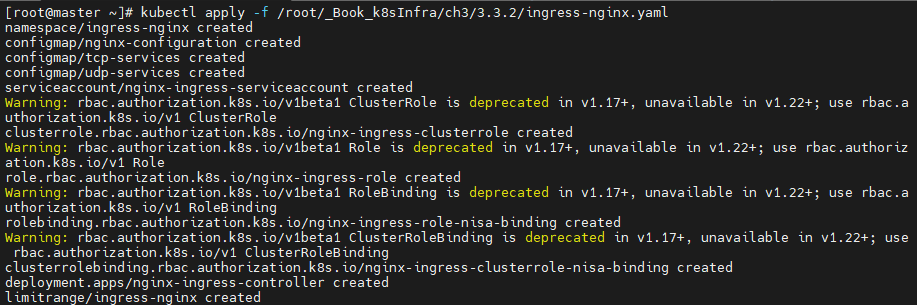 [root@master ~]# kubectl apply -f /root/_Book_k8sInfra/ch3/3.3.2/ingress-nginx.yaml
namespace/ingress-nginx created
configmap/nginx-configuration created
configmap/tcp-services created
configmap/udp-services created
serviceaccount/nginx-ingress-serviceaccount created
Warning: rbac.authorization.k8s.io/v1beta1 ClusterRole is deprecated in v1.17+, unavailable in v1.22+; use rbac.a
uthorization.k8s.io/v1 ClusterRole
clusterrole.rbac.authorization.k8s.io/nginx-ingress-clusterrole created
Warning: rbac.authorization.k8s.io/v1beta1 Role is deprecated in v1.17+, unavailable in v1.22+; use rbac.authoriz
ation.k8s.io/v1 Role
role.rbac.authorization.k8s.io/nginx-ingress-role created
Warning: rbac.authorization.k8s.io/v1beta1 RoleBinding is deprecated in v1.17+, unavailable in v1.22+; use rbac.a
uthorization.k8s.io/v1 RoleBinding
rolebinding.rbac.authorization.k8s.io/nginx-ingress-role-nisa-binding created
Warning: rbac.authorization.k8s.io/v1beta1 ClusterRoleBinding is deprecated in v1.17+, unavailable in v1.22+; use
 rbac.authorization.k8s.io/v1 ClusterRoleBinding
clusterrolebinding.rbac.authorization.k8s.io/nginx-ingress-clusterrole-nisa-binding created
deployment.apps/nginx-ingress-controller created
limitrange/ingress-nginx created